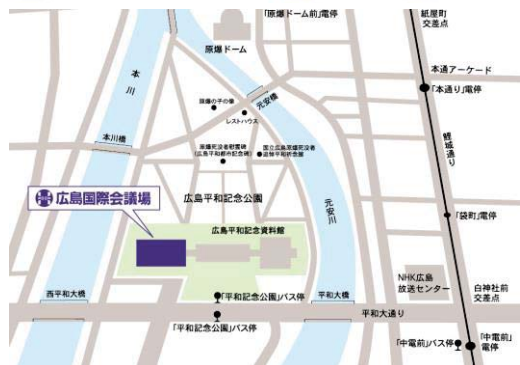 「原爆ドーム前」電停
紙屋町
交差点
原爆ドーム
本川
元安橋
本通アーケード
「本通り」電停
原爆の子の像
レストハウス
本川橋
原爆死没者慰霊碑
(広島平和都市記念碑)
国立広島原爆死没者
追悼平和祈念館
鯉城通り
広島国際会議場
広島平和記念公園
元安川
広島平和記念資料館
「袋町」電停
NHK広島
放送センター
白神社前
交差点
西平和大橋
「平和記念公園」バス停
平和大橋
平和大通り
「平和記念公園」バス停
「中電前」バス停
「中電前」
電停